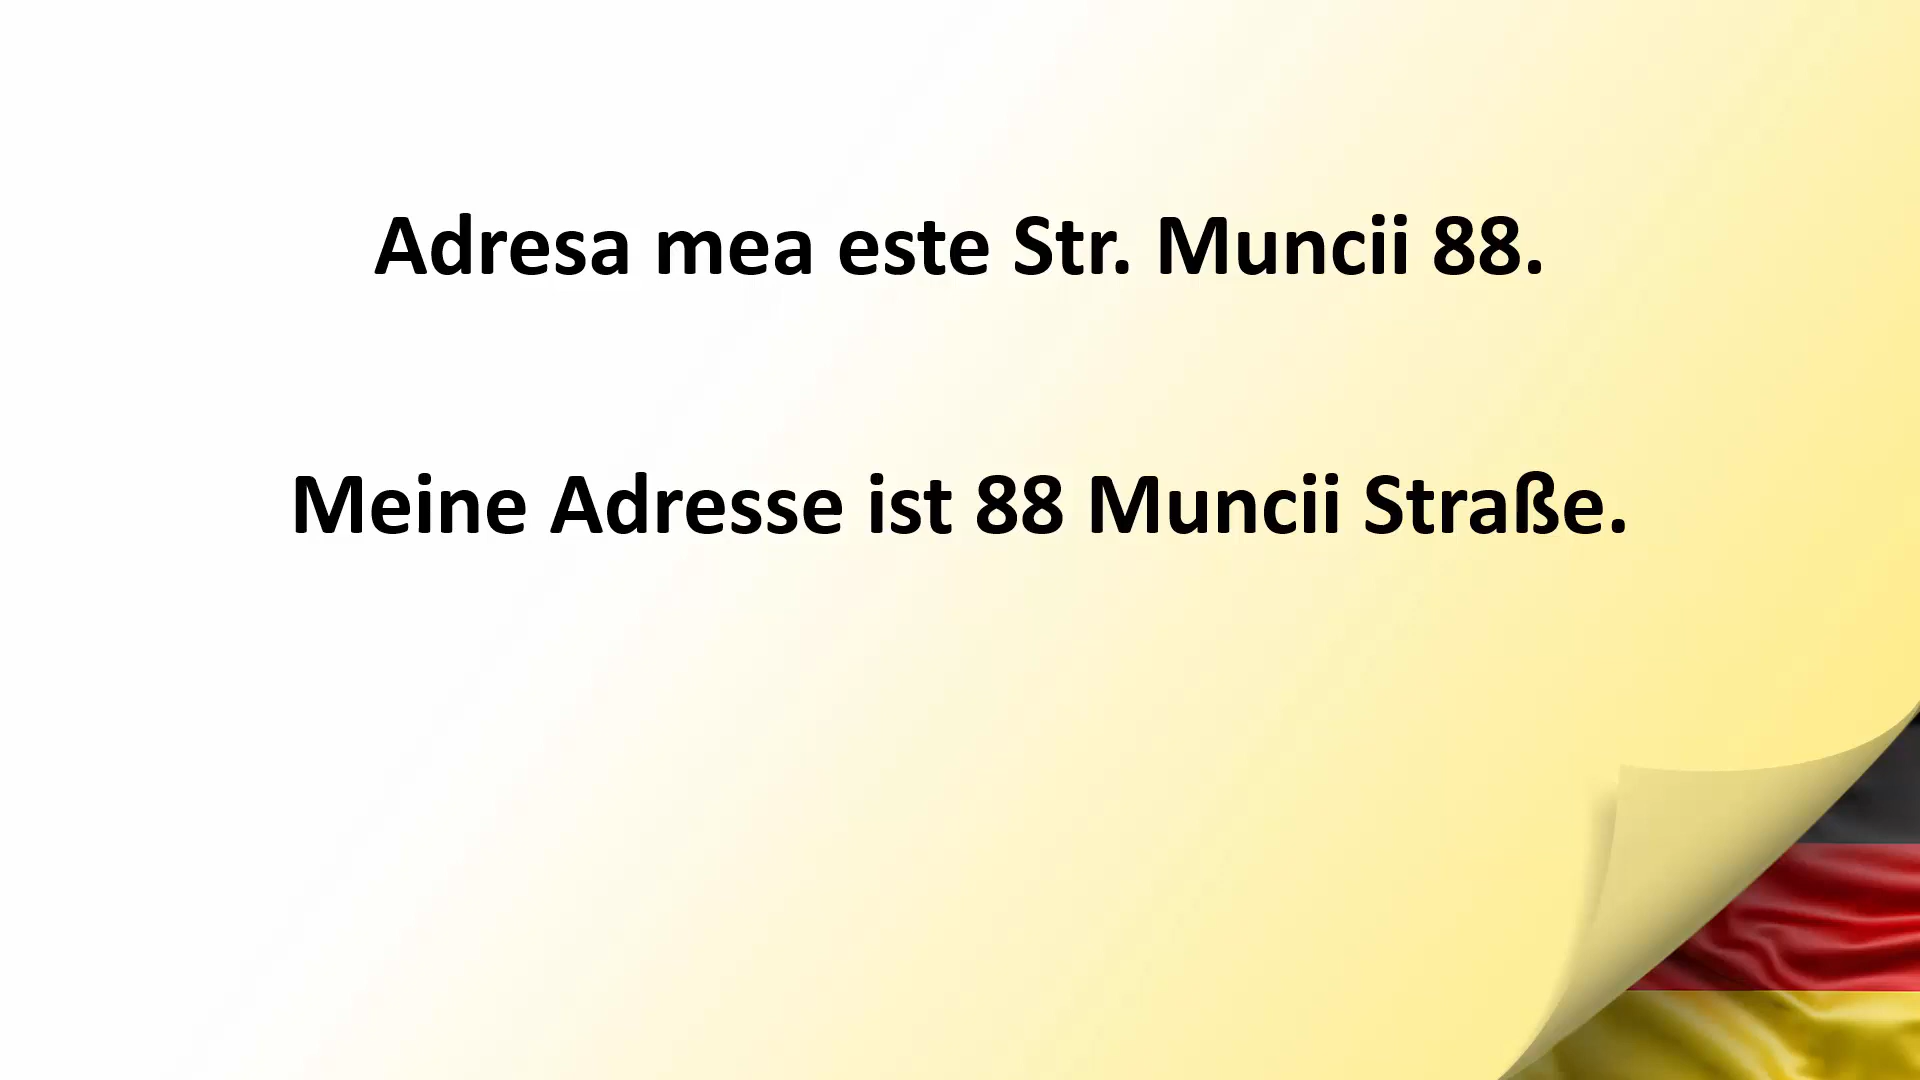 Adresa mea este Str. Muncii 88.
Meine Adresse ist 88 Muncii Straße.